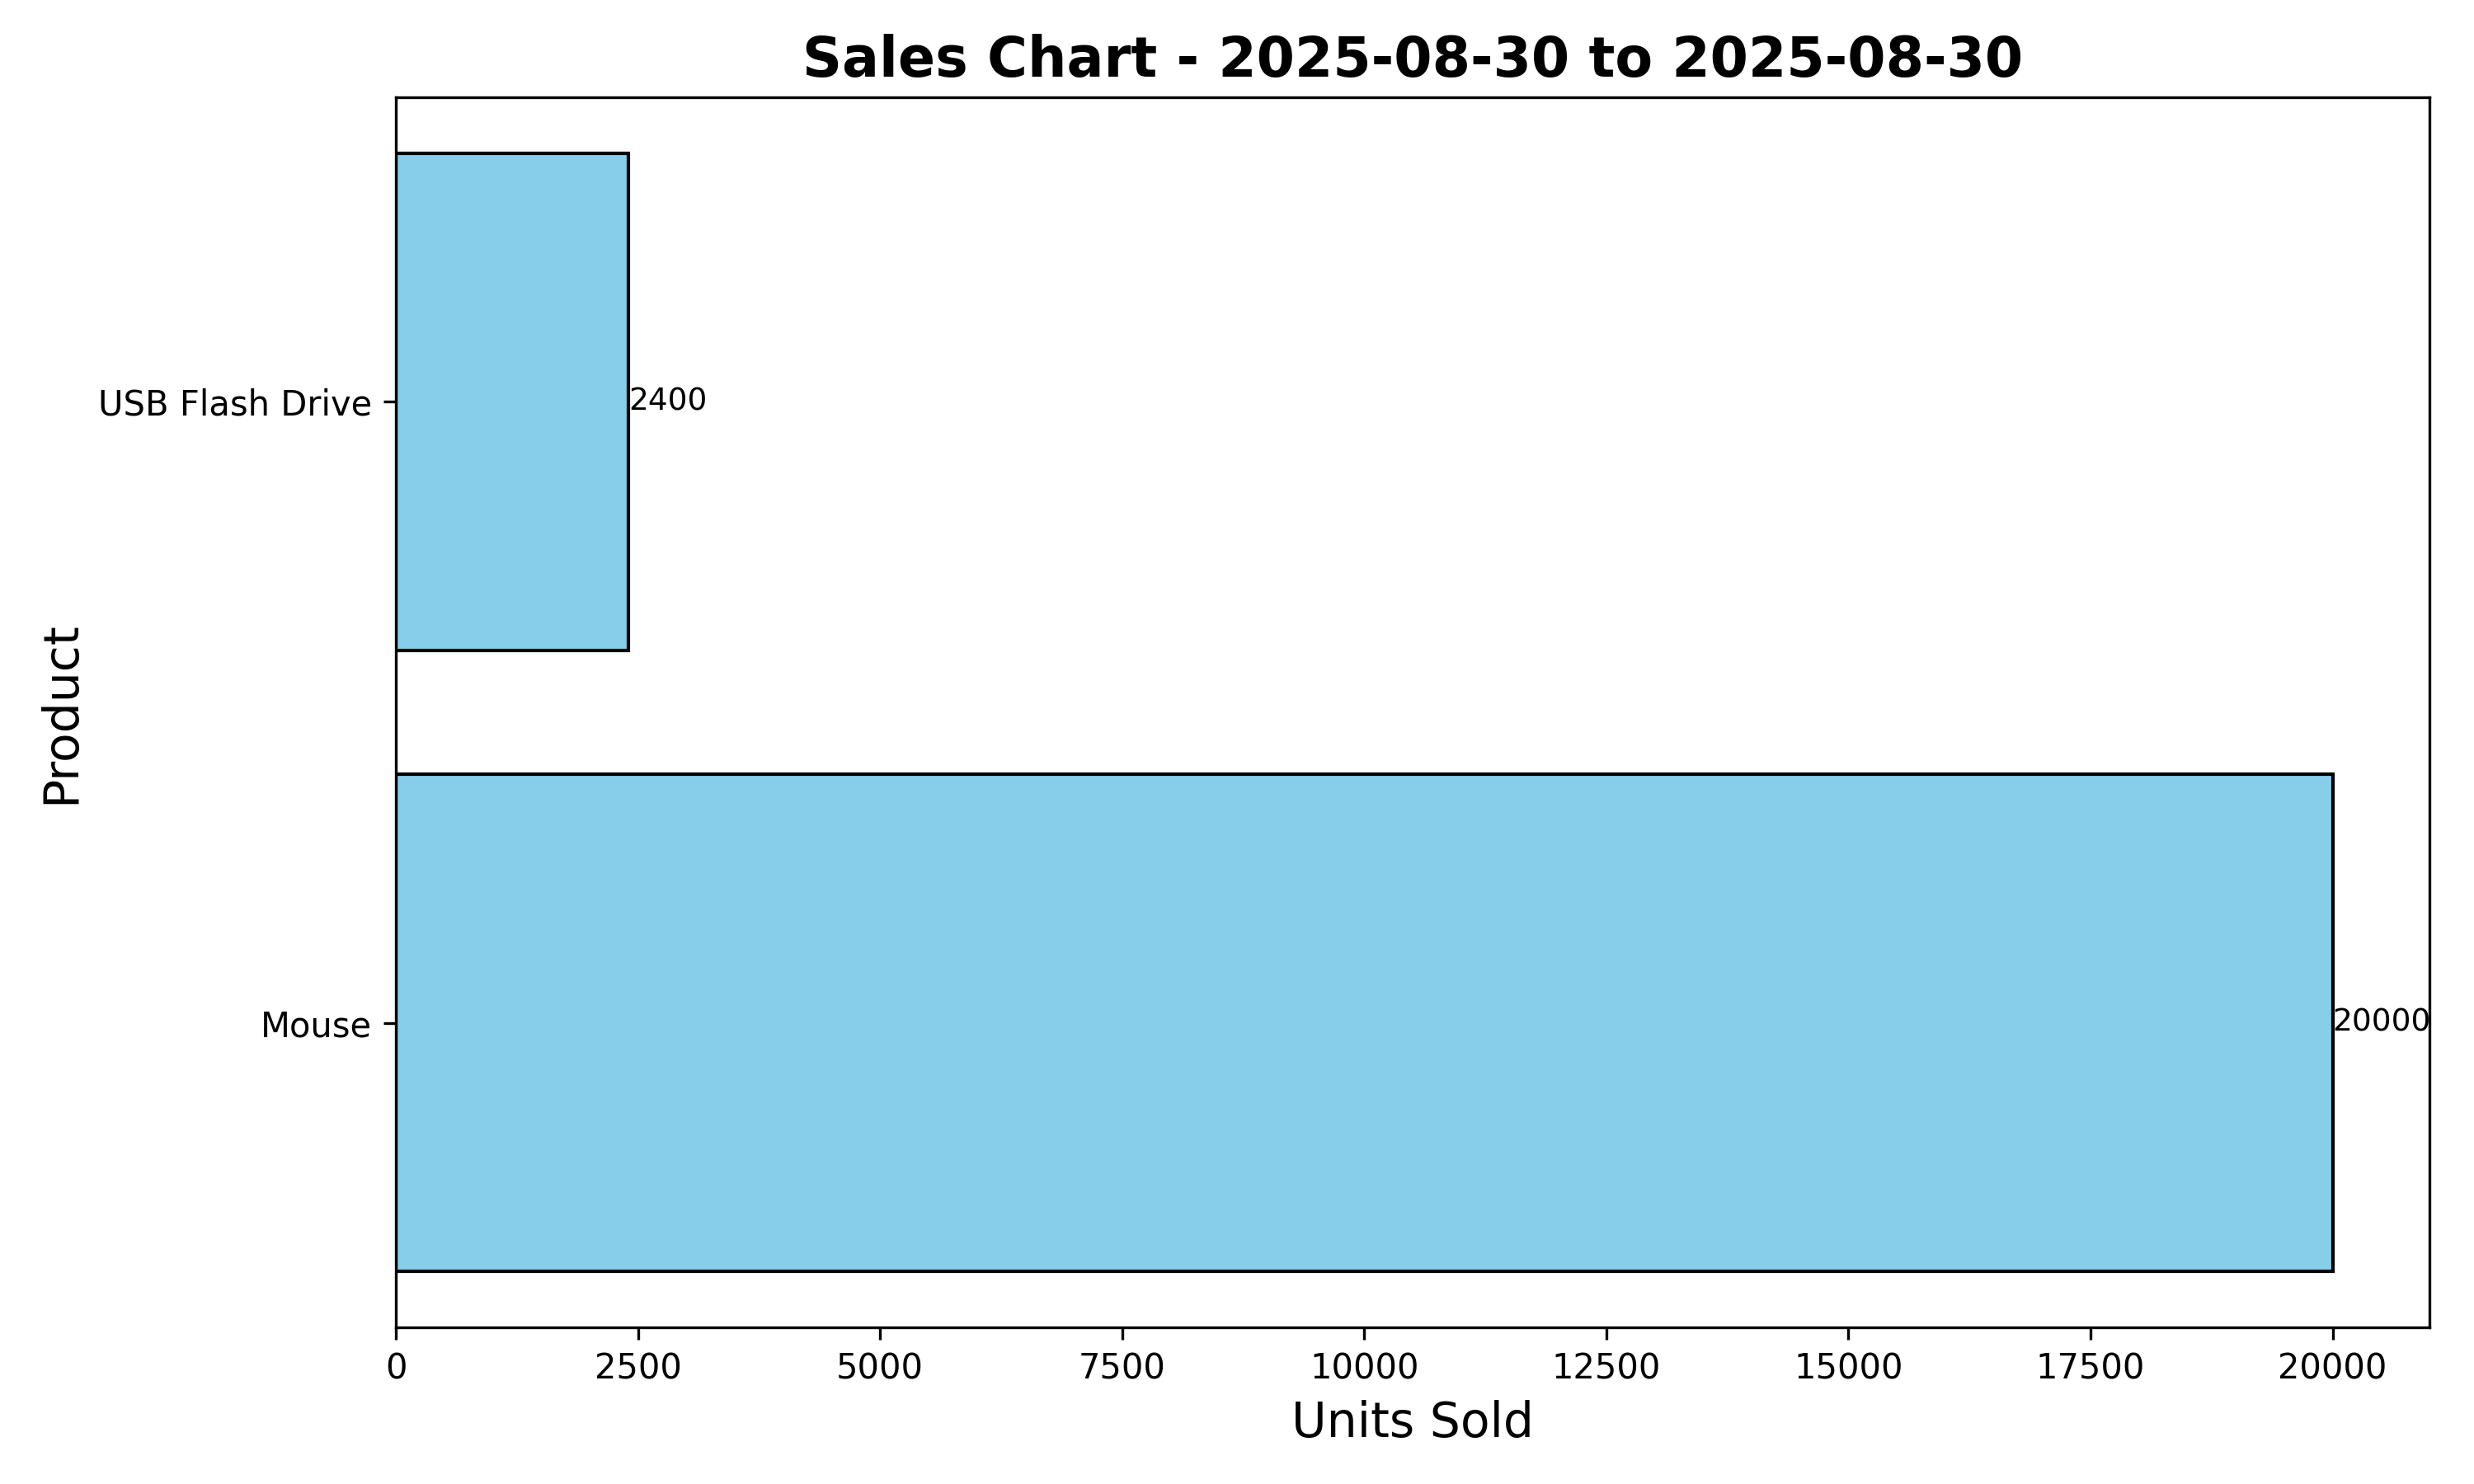 Sales Chart - 2025-08-30 to 2025-08-30
USB Flash Drive
2400
Product
Mouse
20000
0 2500 5000 7500 10000 12500 15000 17500 20000
Units Sold